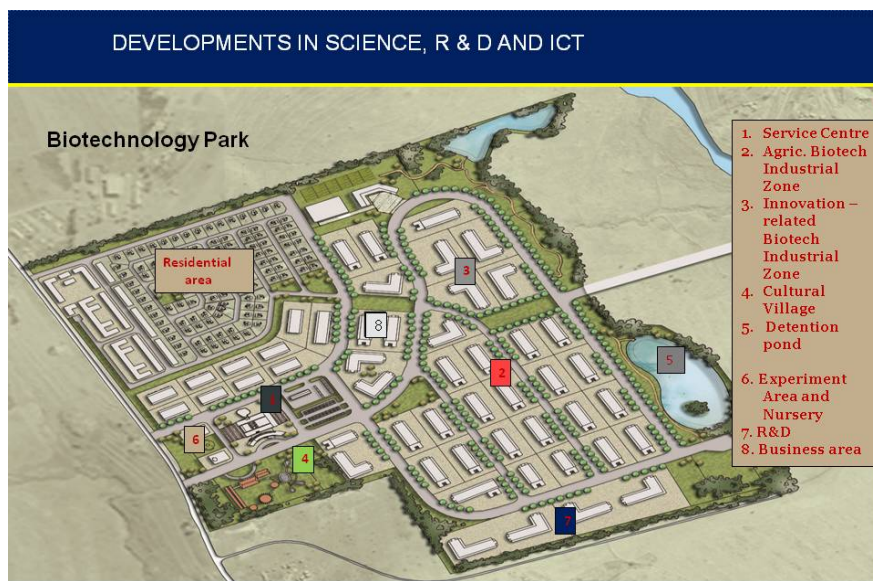 DEVELOPMENTS IN SCIENCE, R & D AND ICT
Biotechnology Park
Residential
area
3
8
2
5
6
4
7
1. Service Centre
2. Agric. Biotech
Industrial
Zone
3. Innovation –
related
Biotech
Industrial
Zone
4. Cultural
Village
5. Detention
pond
6. Experiment
Area and
Nursery
7. R&D
8. Business area